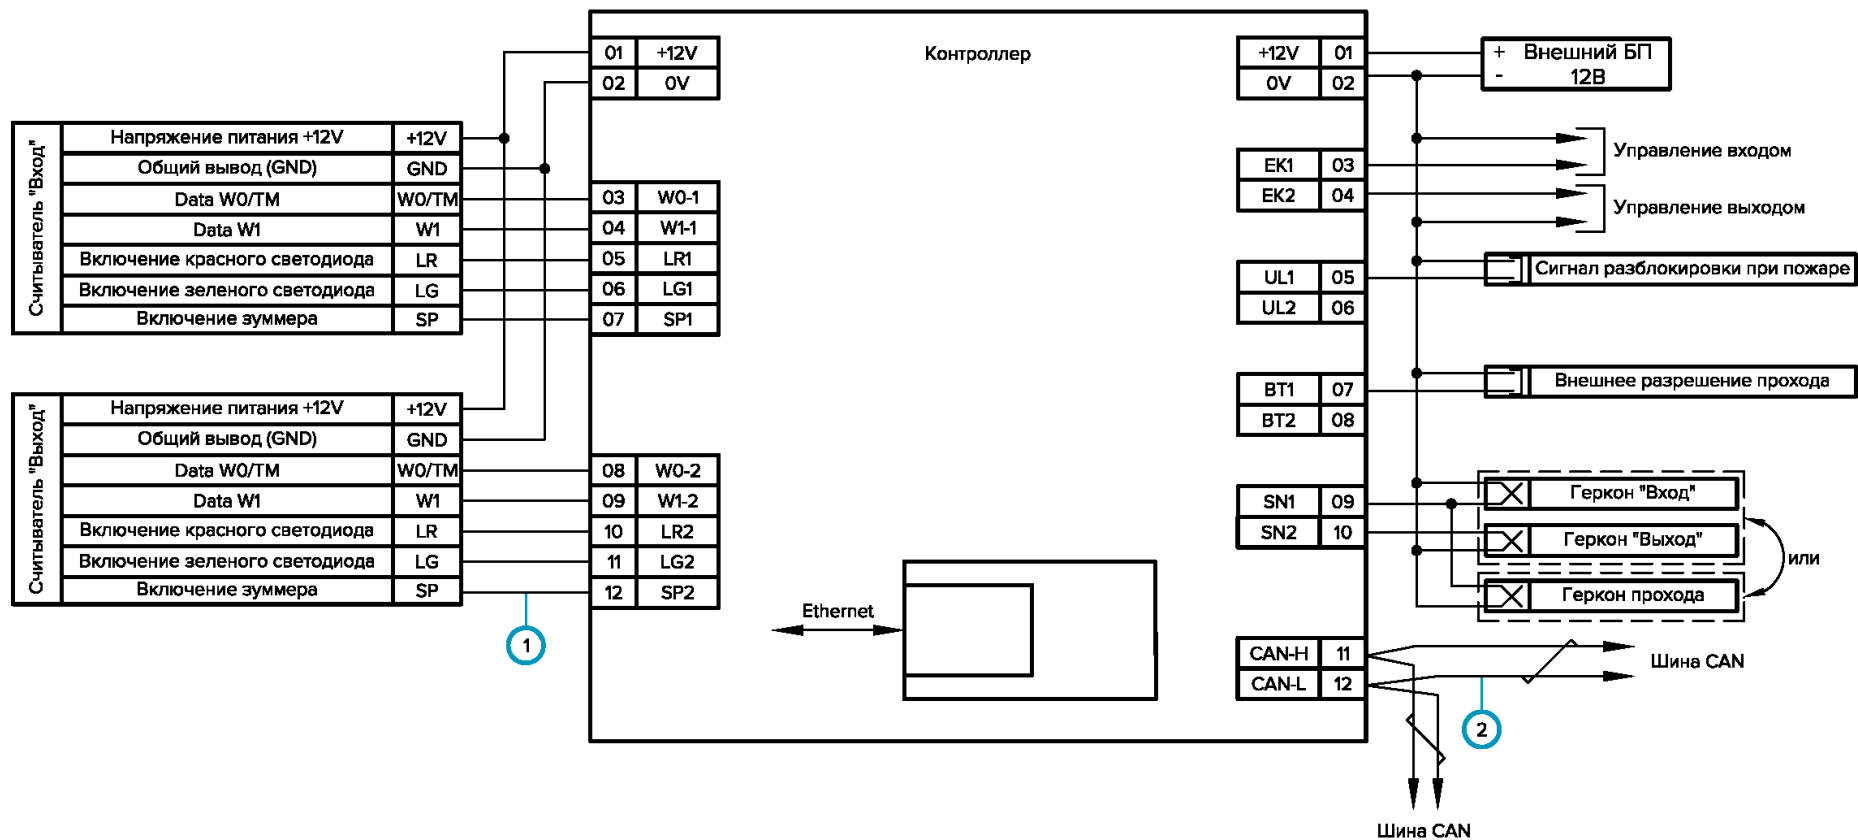 Контроллер
01 +12V
02 0V
Считыватель "Вход"
Напряжение питания +12V +12V
Общий вывод (GND) GND
Data W0/TM W0/TM
Data W1 W1
Включение красного светодиода LR
Включение зеленого светодиода LG
Включение зуммера SP
03 W0-1
04 W1-1
05 LR1
06 LG1
07 SP1
Считыватель "Выход"
Напряжение питания +12V +12V
Общий вывод (GND) GND
Data W0/TM W0/TM
Data W1 W1
Включение красного светодиода LR
Включение зеленого светодиода LG
Включение зуммера SP
08 W0-2
09 W1-2
10 LR2
11 LG2
12 SP2
1
Ethernet
+12V 01
0V 02
+ Внешний БП
- 12В
EK1 03
EK2 04
Управление входом
Управление выходом
UL1 05
UL2 06
Сигнал разблокировки при пожаре
BT1 07
BT2 08
Внешнее разрешение прохода
SN1 09
SN2 10
Геркон "Вход"
Геркон "Выход"
или
Геркон прохода
CAN-H 11
CAN-L 12
Шина CAN
2
Шина CAN